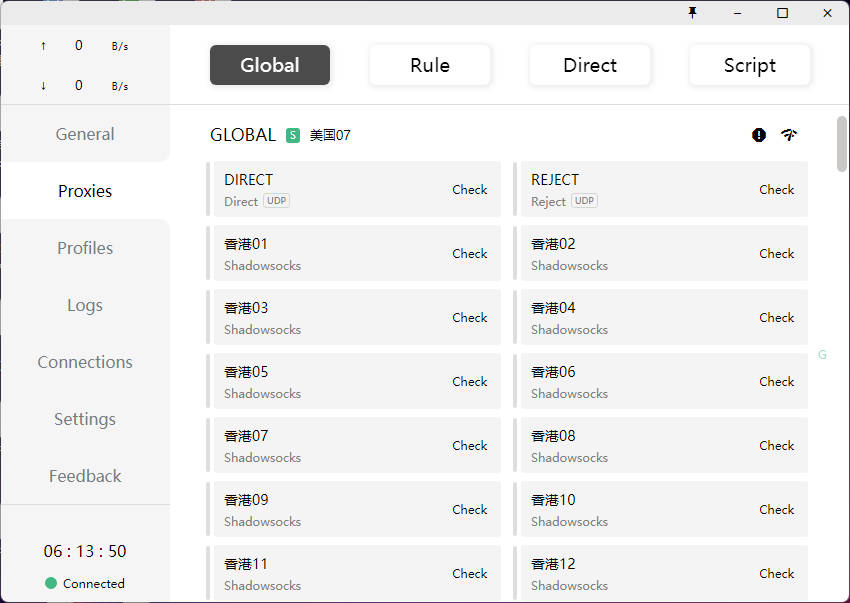 ↑ 0 B/s
↓ 0 B/s
General
Proxies
Profiles
Logs
Connections
Settings
Feedback
06 : 13 : 50
Connected
Global Rule Direct Script
GLOBAL S 美国07
DIRECT
Direct UDP
Check
REJECT
Reject UDP
Check
香港01
Shadowsocks
Check
香港02
Shadowsocks
Check
香港03
Shadowsocks
Check
香港04
Shadowsocks
Check
香港05
Shadowsocks
Check
香港06
Shadowsocks
Check
香港07
Shadowsocks
Check
香港08
Shadowsocks
Check
香港09
Shadowsocks
Check
香港10
Shadowsocks
Check
香港11
Shadowsocks
Check
香港12
Shadowsocks
Check
G